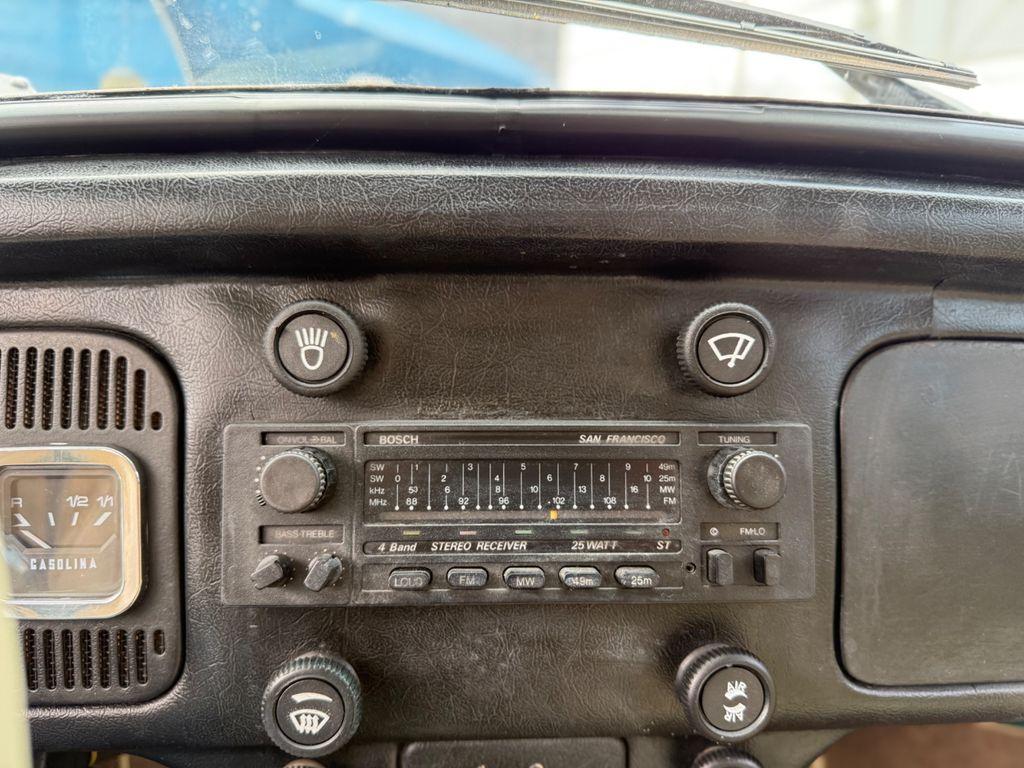 ON/VOL BAL
BOSCH SAN FRANCISCO
TUNING
SW 0 1 2 3 4 5 6 7 8 9 10 49m
SW 25m
kHz 53 6 8 10 13 16 MW
MHz 88 92 96 102 108 FM
BASS-TREBLE
FM-LO
4 Band STEREO RECEIVER 25 WATT ST
FM MW 49m 25m
R 1/2 1/1
GASOLINA
AIR
AIR